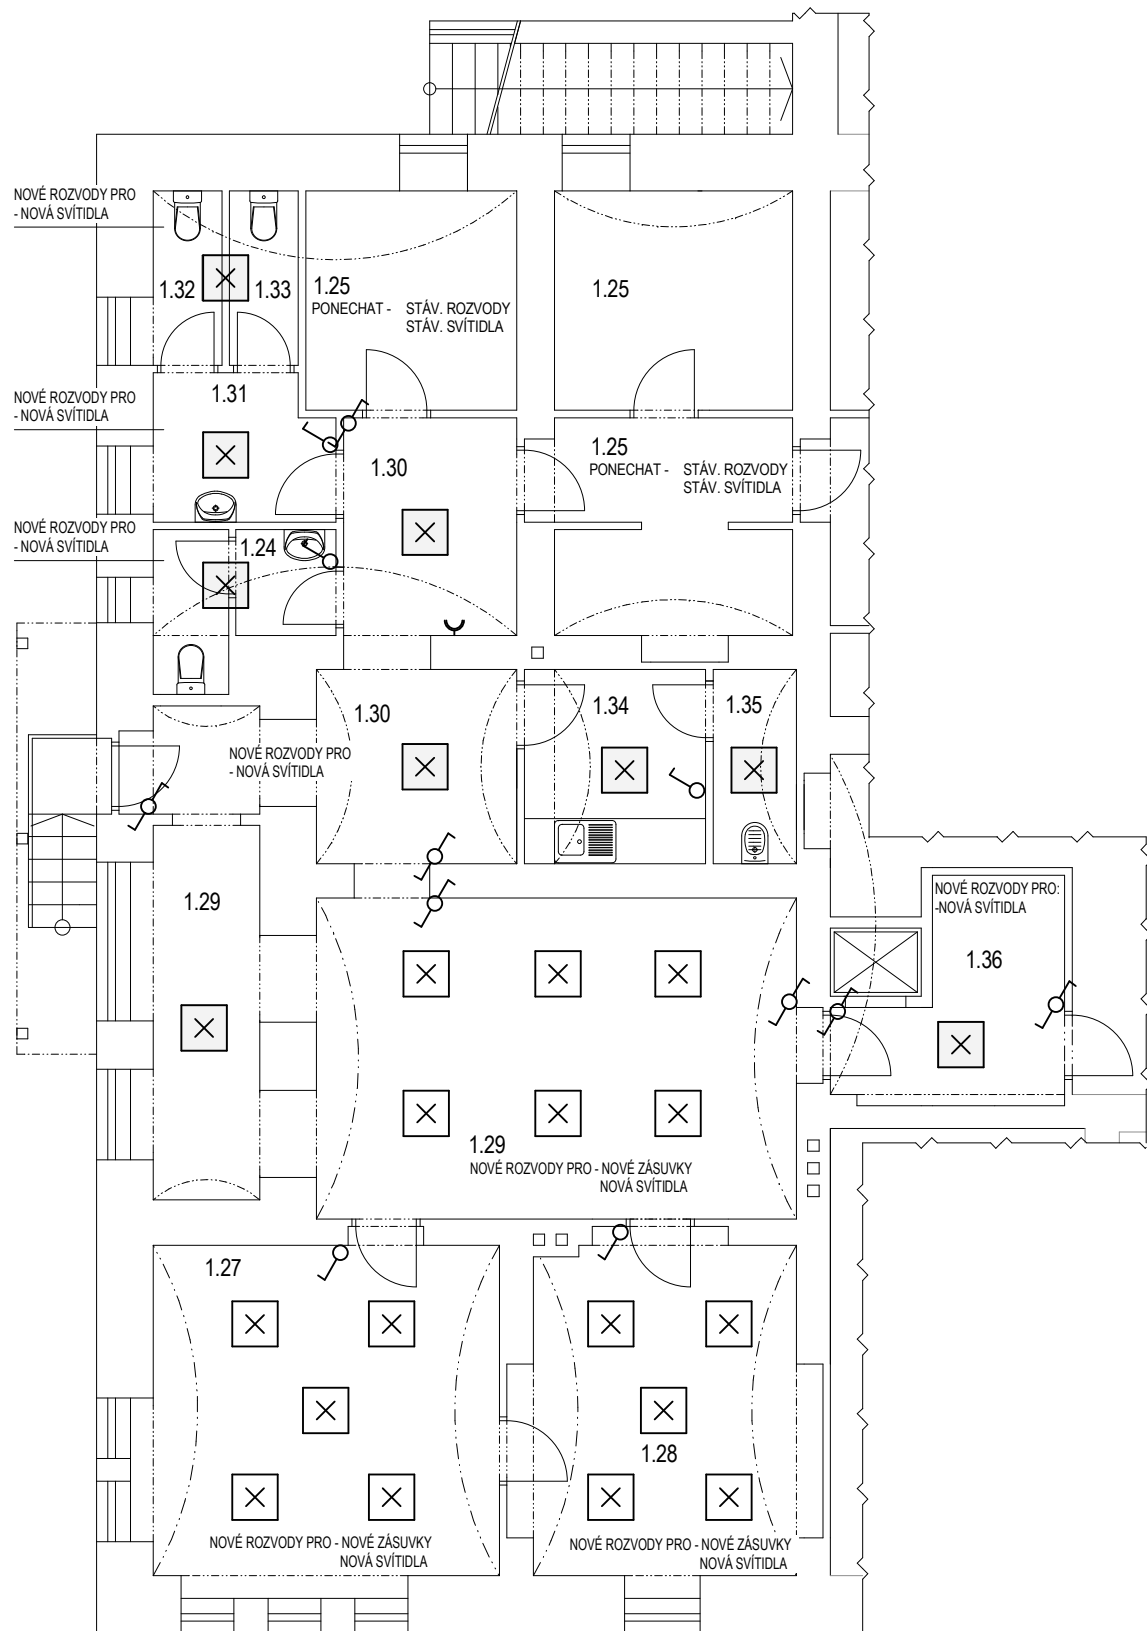 NOVÉ ROZVODY PRO
- NOVÁ SVÍTIDLA
1.32
1.33
1.25
PONECHAT - STÁV. ROZVODY
STÁV. SVÍTIDLA
1.25
NOVÉ ROZVODY PRO
- NOVÁ SVÍTIDLA
1.31
1.30
1.25
PONECHAT - STÁV. ROZVODY
STÁV. SVÍTIDLA
NOVÉ ROZVODY PRO
- NOVÁ SVÍTIDLA
1.24
1.30
1.34
1.35
NOVÉ ROZVODY PRO
- NOVÁ SVÍTIDLA
1.29
NOVÉ ROZVODY PRO:
-NOVÁ SVÍTIDLA
1.36
1.29
NOVÉ ROZVODY PRO - NOVÉ ZÁSUVKY
NOVÁ SVÍTIDLA
1.27
1.28
NOVÉ ROZVODY PRO - NOVÉ ZÁSUVKY
NOVÁ SVÍTIDLA
NOVÉ ROZVODY PRO - NOVÉ ZÁSUVKY
NOVÁ SVÍTIDLA